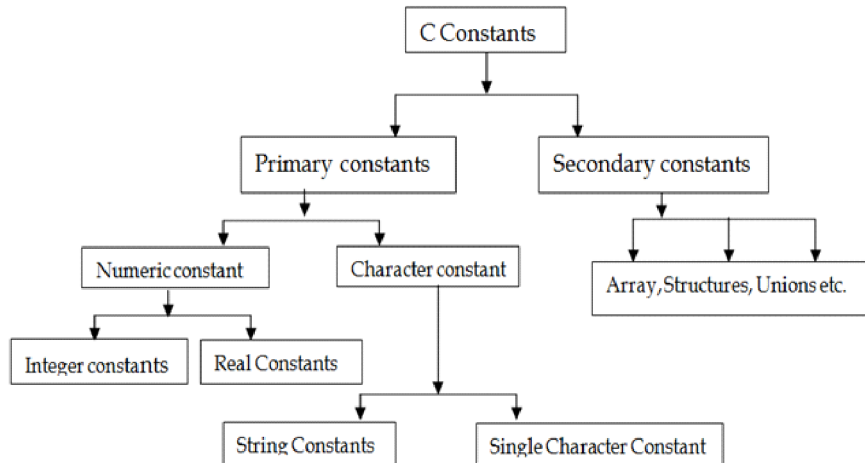 C Constants
Primary constants
Secondary constants
Numeric constant
Character constant
Array,Structures, Unions etc.
Integer constants
Real Constants
String Constants
Single Character Constant